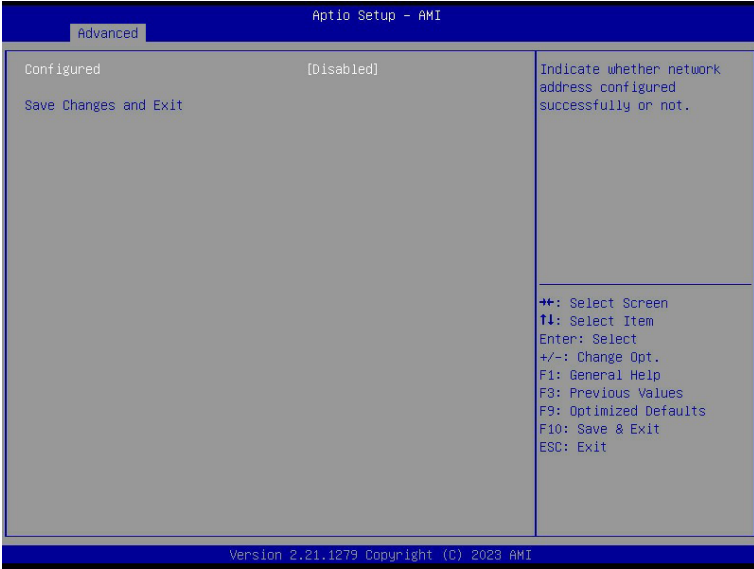 Aptio Setup – AMI
Advanced
Configured [Disabled]
Save Changes and Exit
Indicate whether network
address configured
successfully or not.
→←: Select Screen
↑↓: Select Item
Enter: Select
+/-: Change Opt.
F1: General Help
F3: Previous Values
F9: Optimized Defaults
F10: Save & Exit
ESC: Exit
Version 2.21.1279 Copyright (C) 2023 AMI